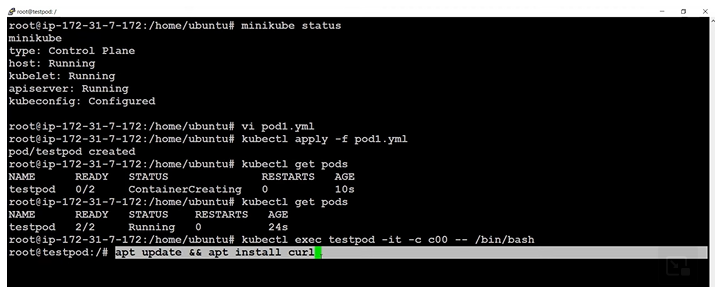 root@testpod: /
root@ip-172-31-7-172:/home/ubuntu# minikube status
minikube
type: Control Plane
host: Running
kubelet: Running
apiserver: Running
kubeconfig: Configured
root@ip-172-31-7-172:/home/ubuntu# vi pod1.yml
root@ip-172-31-7-172:/home/ubuntu# kubectl apply -f pod1.yml
pod/testpod created
root@ip-172-31-7-172:/home/ubuntu# kubectl get pods
NAME READY STATUS RESTARTS AGE
testpod 0/2 ContainerCreating 0 10s
root@ip-172-31-7-172:/home/ubuntu# kubectl get pods
NAME READY STATUS RESTARTS AGE
testpod 2/2 Running 0 24s
root@ip-172-31-7-172:/home/ubuntu# kubectl exec testpod -it -c c00 -- /bin/bash
root@testpod:/# apt update && apt install curl